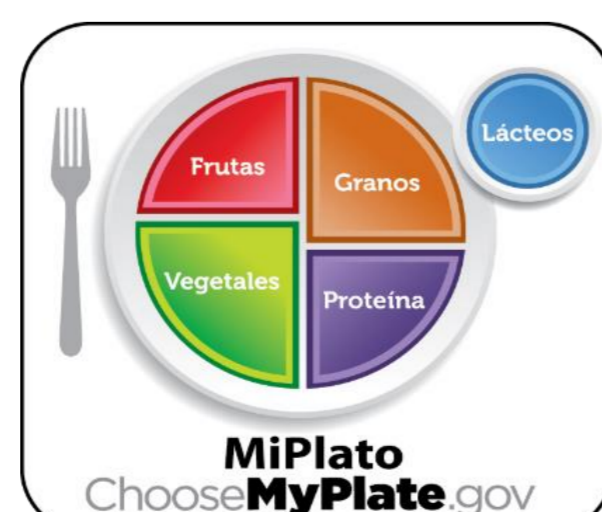 Frutas
Granos
Lácteos
Vegetales
Proteína
MiPlato
ChooseMyPlate.gov